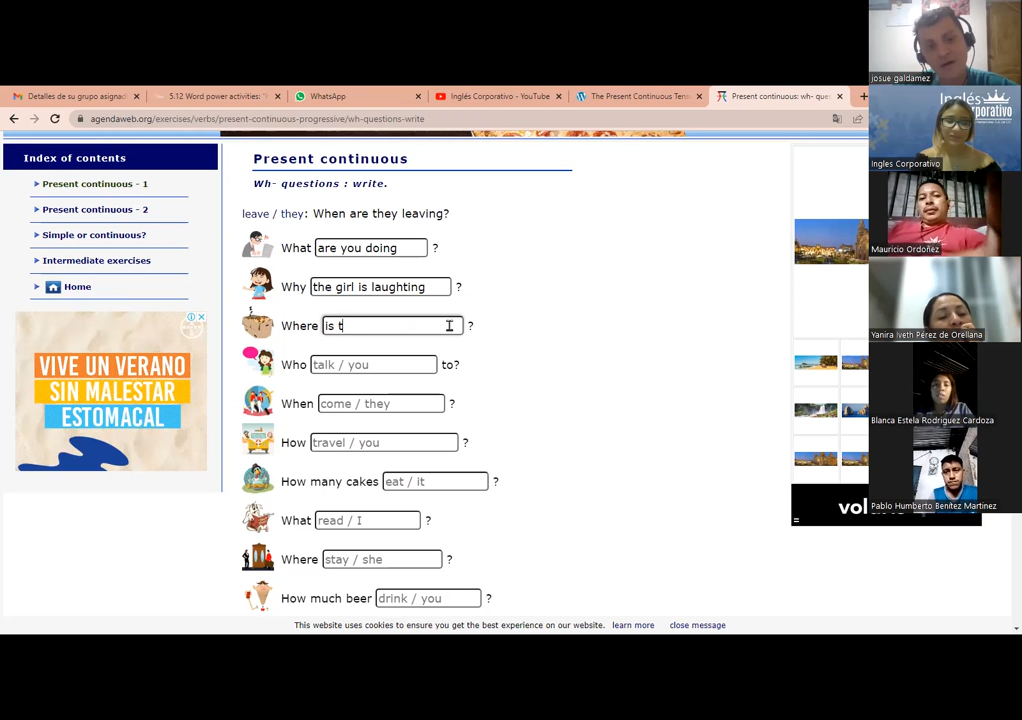 Detalles de su grupo asignad
5.12 Word power activities:
WhatsApp
Inglés Corporativo - YouTube
The Present Continuous Tens
Present continuous: wh- ques
agendaweb.org/exercises/verbs/present-continuous-progressive/wh-questions-write
Index of contents
Present continuous - 1
Present continuous - 2
Simple or continuous?
Intermediate exercises
Home
VIVE UN VERANO
SIN MALESTAR
ESTOMACAL
Present continuous
Wh- questions : write.
leave / they: When are they leaving?
What are you doing ?
Why the girl is laughting ?
Where is t ?
Who talk / you to?
When come / they ?
How travel / you ?
How many cakes eat / it ?
What read / I ?
Where stay / she ?
How much beer drink / you ?
This website uses cookies to ensure you get the best experience on our website. learn more close message
josue galdamez
Inglés
rporativo
Ingles Corporativo
Mauricio Ordoñez
Yanira Iveth Pérez de Orellana
Blanca Estela Rodriguez Cardoza
Pablo Humberto Benítez Martinez